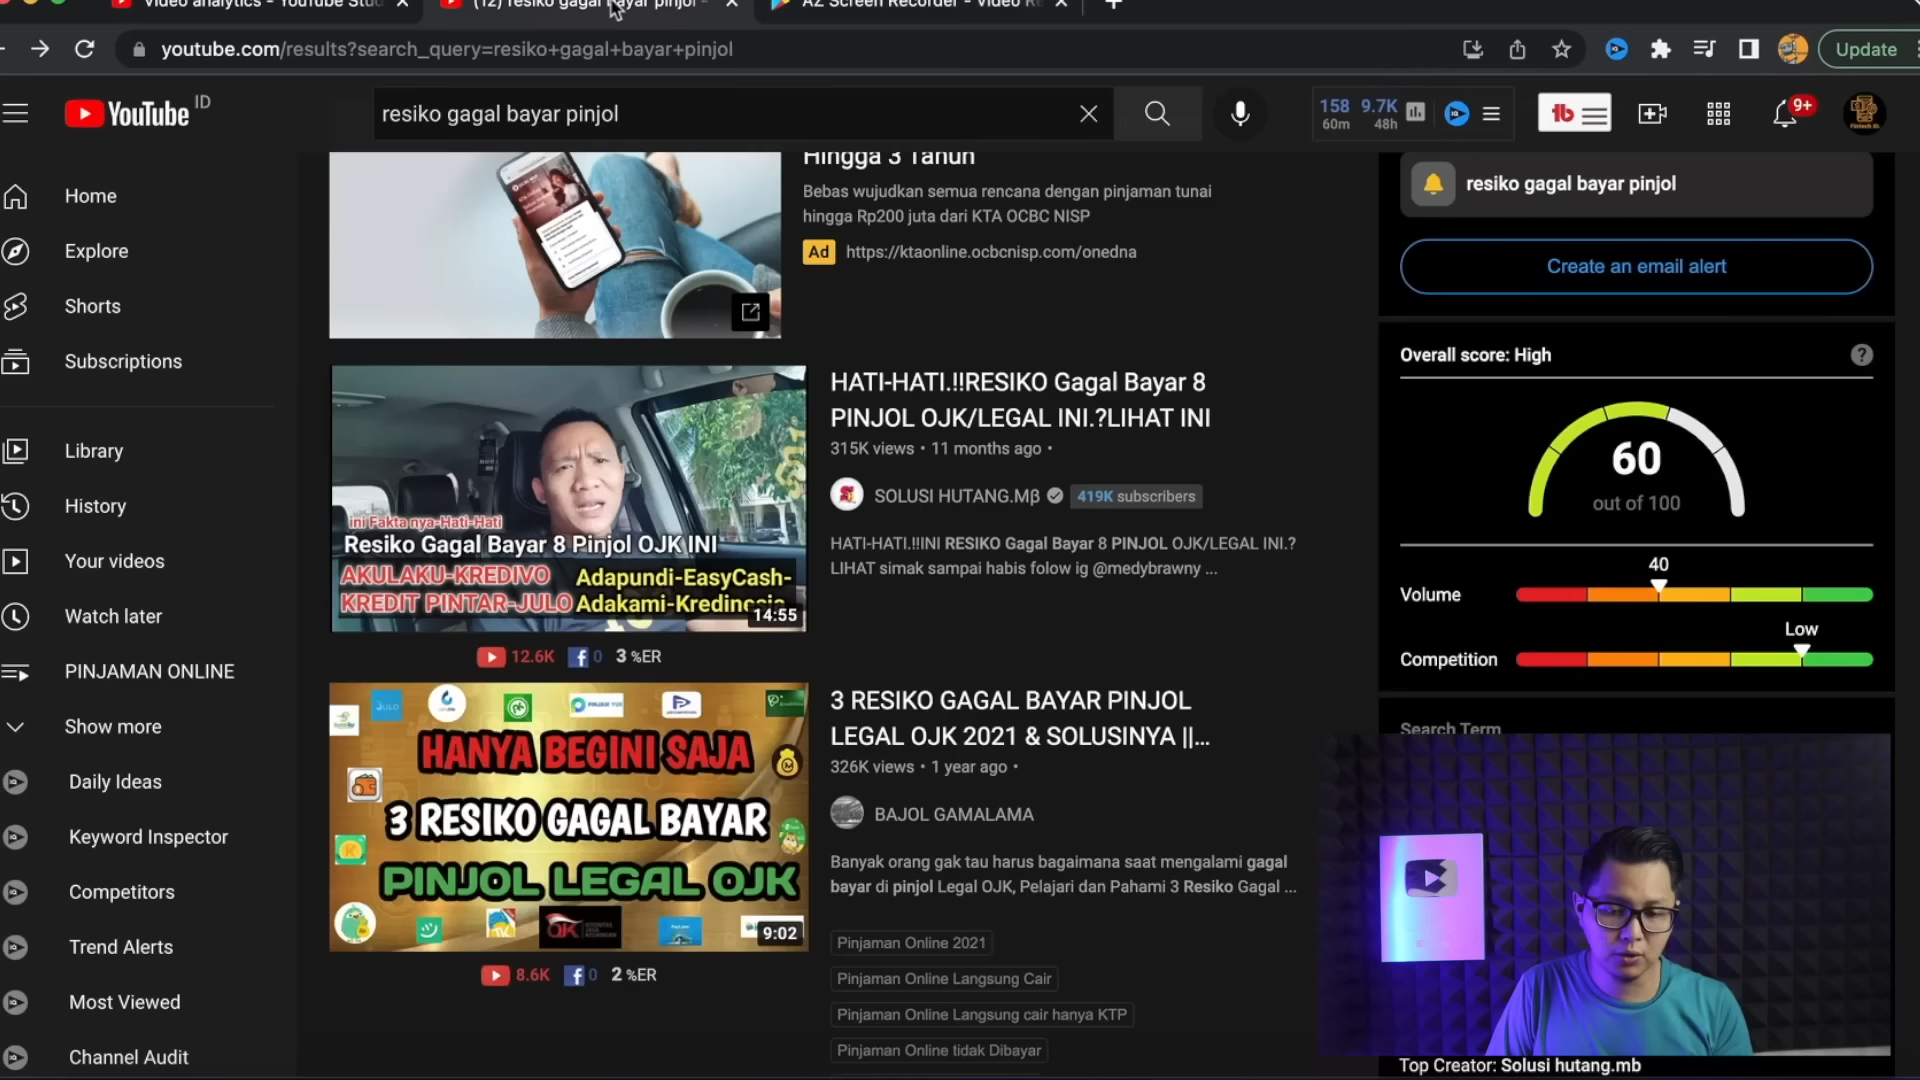 Video analytics - YouTube Stud
(12) resiko gagal bayar pinjol -
AZ Screen Recorder - Video Re
youtube.com/results?search_query=resiko+gagal+bayar+pinjol
Update
YouTube ID
resiko gagal bayar pinjol
158 9.7K
60m 48h
tb
9+
Home
Explore
Shorts
Subscriptions
Library
History
Your videos
Watch later
PINJAMAN ONLINE
Show more
Daily Ideas
Keyword Inspector
Competitors
Trend Alerts
Most Viewed
Channel Audit
Hingga 3 Tahun
Bebas wujudkan semua rencana dengan pinjaman tunai
hingga Rp200 juta dari KTA OCBC NISP
Ad https://ktaonline.ocbcnisp.com/onedna
ini Fakta nya-Hati-Hati
Resiko Gagal Bayar 8 Pinjol OJK INI
AKULAKU-KREDIVO Adapundi-EasyCash-
KREDIT PINTAR-JULO Adakami-Kredinesia
14:55
HATI-HATI.!!RESIKO Gagal Bayar 8
PINJOL OJK/LEGAL INI.?LIHAT INI
315K views • 11 months ago •
SOLUSI HUTANG.Mβ 419K subscribers
HATI-HATI.!!INI RESIKO Gagal Bayar 8 PINJOL OJK/LEGAL INI.?
LIHAT simak sampai habis folow ig @medybrawny ...
12.6K 0 3 %ER
HANYA BEGINI SAJA
3 RESIKO GAGAL BAYAR
PINJOL LEGAL OJK
9:02
3 RESIKO GAGAL BAYAR PINJOL
LEGAL OJK 2021 & SOLUSINYA ||...
326K views • 1 year ago •
BAJOL GAMALAMA
Banyak orang gak tau harus bagaimana saat mengalami gagal
bayar di pinjol Legal OJK, Pelajari dan Pahami 3 Resiko Gagal ...
Pinjaman Online 2021
Pinjaman Online Langsung Cair
Pinjaman Online Langsung cair hanya KTP
Pinjaman Online tidak Dibayar
8.6K 0 2 %ER
resiko gagal bayar pinjol
Create an email alert
Overall score: High
?
60
out of 100
40
Volume
Low
Competition
Search Term
Top Creator: Solusi hutang.mb